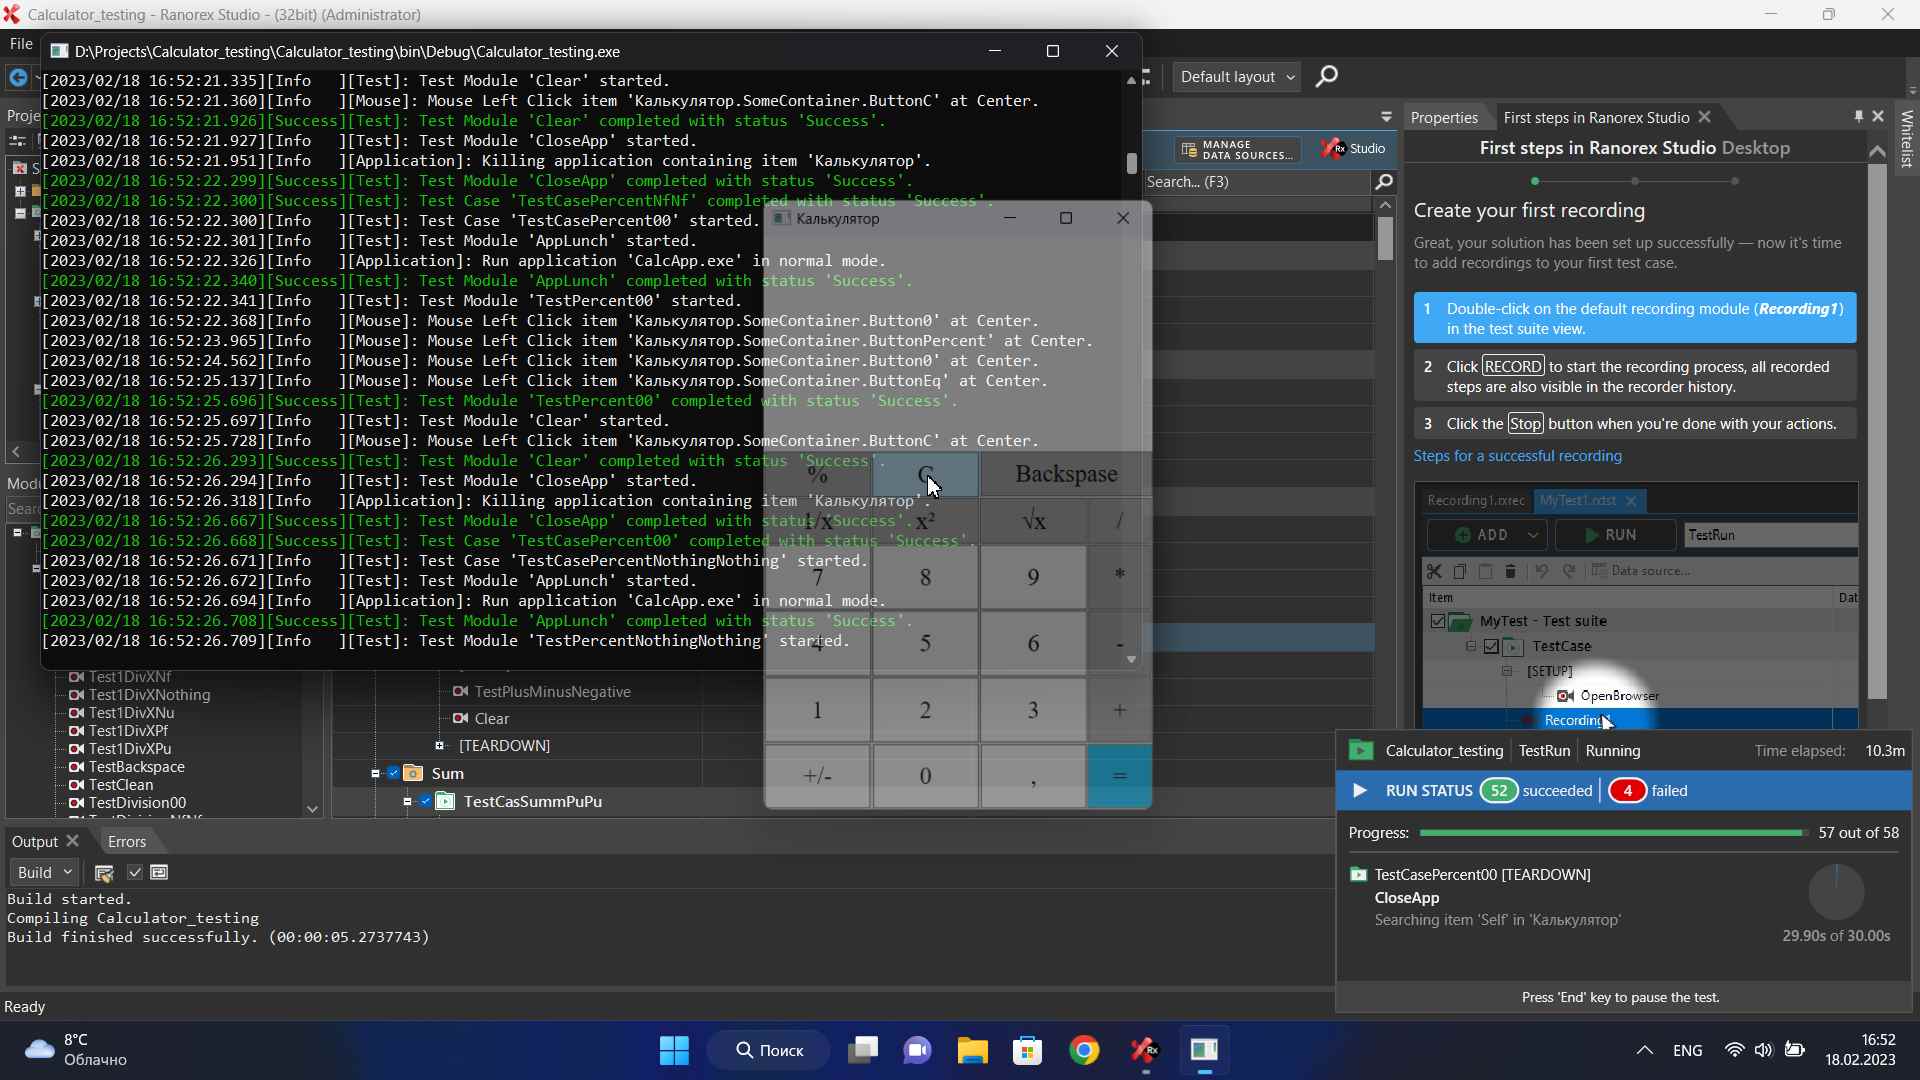 Calculator_testing - Ranorex Studio - (32bit) (Administrator)
File
D:\Projects\Calculator_testing\Calculator_testing\bin\Debug\Calculator_testing.exe
[2023/02/18 16:52:21.335][Info   ][Test]: Test Module 'Clear' started.
[2023/02/18 16:52:21.360][Info   ][Mouse]: Mouse Left Click item 'Калькулятор.SomeContainer.ButtonC' at Center.
[2023/02/18 16:52:21.926][Success][Test]: Test Module 'Clear' completed with status 'Success'.
[2023/02/18 16:52:21.927][Info   ][Test]: Test Module 'CloseApp' started.
[2023/02/18 16:52:21.951][Info   ][Application]: Killing application containing item 'Калькулятор'.
[2023/02/18 16:52:22.299][Success][Test]: Test Module 'CloseApp' completed with status 'Success'.
[2023/02/18 16:52:22.300][Success][Test]: Test Case 'TestCasePercentNfNf' completed with status 'Success'.
[2023/02/18 16:52:22.300][Info   ][Test]: Test Case 'TestCasePercent00' started.
[2023/02/18 16:52:22.301][Info   ][Test]: Test Module 'AppLunch' started.
[2023/02/18 16:52:22.326][Info   ][Application]: Run application 'CalcApp.exe' in normal mode.
[2023/02/18 16:52:22.340][Success][Test]: Test Module 'AppLunch' completed with status 'Success'.
[2023/02/18 16:52:22.341][Info   ][Test]: Test Module 'TestPercent00' started.
[2023/02/18 16:52:22.368][Info   ][Mouse]: Mouse Left Click item 'Калькулятор.SomeContainer.Button0' at Center.
[2023/02/18 16:52:23.965][Info   ][Mouse]: Mouse Left Click item 'Калькулятор.SomeContainer.ButtonPercent' at Center.
[2023/02/18 16:52:24.562][Info   ][Mouse]: Mouse Left Click item 'Калькулятор.SomeContainer.Button0' at Center.
[2023/02/18 16:52:25.137][Info   ][Mouse]: Mouse Left Click item 'Калькулятор.SomeContainer.ButtonEq' at Center.
[2023/02/18 16:52:25.696][Success][Test]: Test Module 'TestPercent00' completed with status 'Success'.
[2023/02/18 16:52:25.697][Info   ][Test]: Test Module 'Clear' started.
[2023/02/18 16:52:25.728][Info   ][Mouse]: Mouse Left Click item 'Калькулятор.SomeContainer.ButtonC' at Center.
[2023/02/18 16:52:26.293][Success][Test]: Test Module 'Clear' completed with status 'Success'.
[2023/02/18 16:52:26.294][Info   ][Test]: Test Module 'CloseApp' started.
[2023/02/18 16:52:26.318][Info   ][Application]: Killing application containing item 'Калькулятор'.
[2023/02/18 16:52:26.667][Success][Test]: Test Module 'CloseApp' completed with status 'Success'.
[2023/02/18 16:52:26.668][Success][Test]: Test Case 'TestCasePercent00' completed with status 'Success'.
[2023/02/18 16:52:26.671][Info   ][Test]: Test Case 'TestCasePercentNothingNothing' started.
[2023/02/18 16:52:26.672][Info   ][Test]: Test Module 'AppLunch' started.
[2023/02/18 16:52:26.694][Info   ][Application]: Run application 'CalcApp.exe' in normal mode.
[2023/02/18 16:52:26.708][Success][Test]: Test Module 'AppLunch' completed with status 'Success'.
[2023/02/18 16:52:26.709][Info   ][Test]: Test Module 'TestPercentNothingNothing' started.
Калькулятор
% C Backspase
1/x x² √x /
7 8 9 *
4 5 6 -
1 2 3 +
+/- 0 , =
Proje
S
Modu
Sear
Test1DivXNf
Test1DivXNothing
Test1DivXNu
Test1DivXPf
Test1DivXPu
TestBackspace
TestClean
TestDivision00
TestPlusMinusNegative
Clear
[TEARDOWN]
Sum
TestCasSummPuPu
Default layout
MANAGE
DATA SOURCES...
Rx Studio
Search... (F3)
Properties
First steps in Ranorex Studio
Whitelist
First steps in Ranorex Studio Desktop
Create your first recording
Great, your solution has been set up successfully — now it's time
to add recordings to your first test case.
1 Double-click on the default recording module (Recording1)
in the test suite view.
2 Click RECORD to start the recording process, all recorded
steps are also visible in the recorder history.
3 Click the Stop button when you're done with your actions.
Steps for a successful recording
Recording1.rxrec MyTest1.rxtst
ADD RUN TestRun
Data source...
Item Dat
MyTest - Test suite
TestCase
[SETUP]
OpenBrowser
Recording
Calculator_testing TestRun Running Time elapsed: 10.3m
RUN STATUS 52 succeeded 4 failed
Progress: 57 out of 58
TestCasePercent00 [TEARDOWN]
CloseApp
Searching item 'Self' in 'Калькулятор'
29.90s of 30.00s
Press 'End' key to pause the test.
Output Errors
Build
Build started.
Compiling Calculator_testing
Build finished successfully. (00:00:05.2737743)
Ready
8°C
Облачно
Поиск
ENG
16:52
18.02.2023